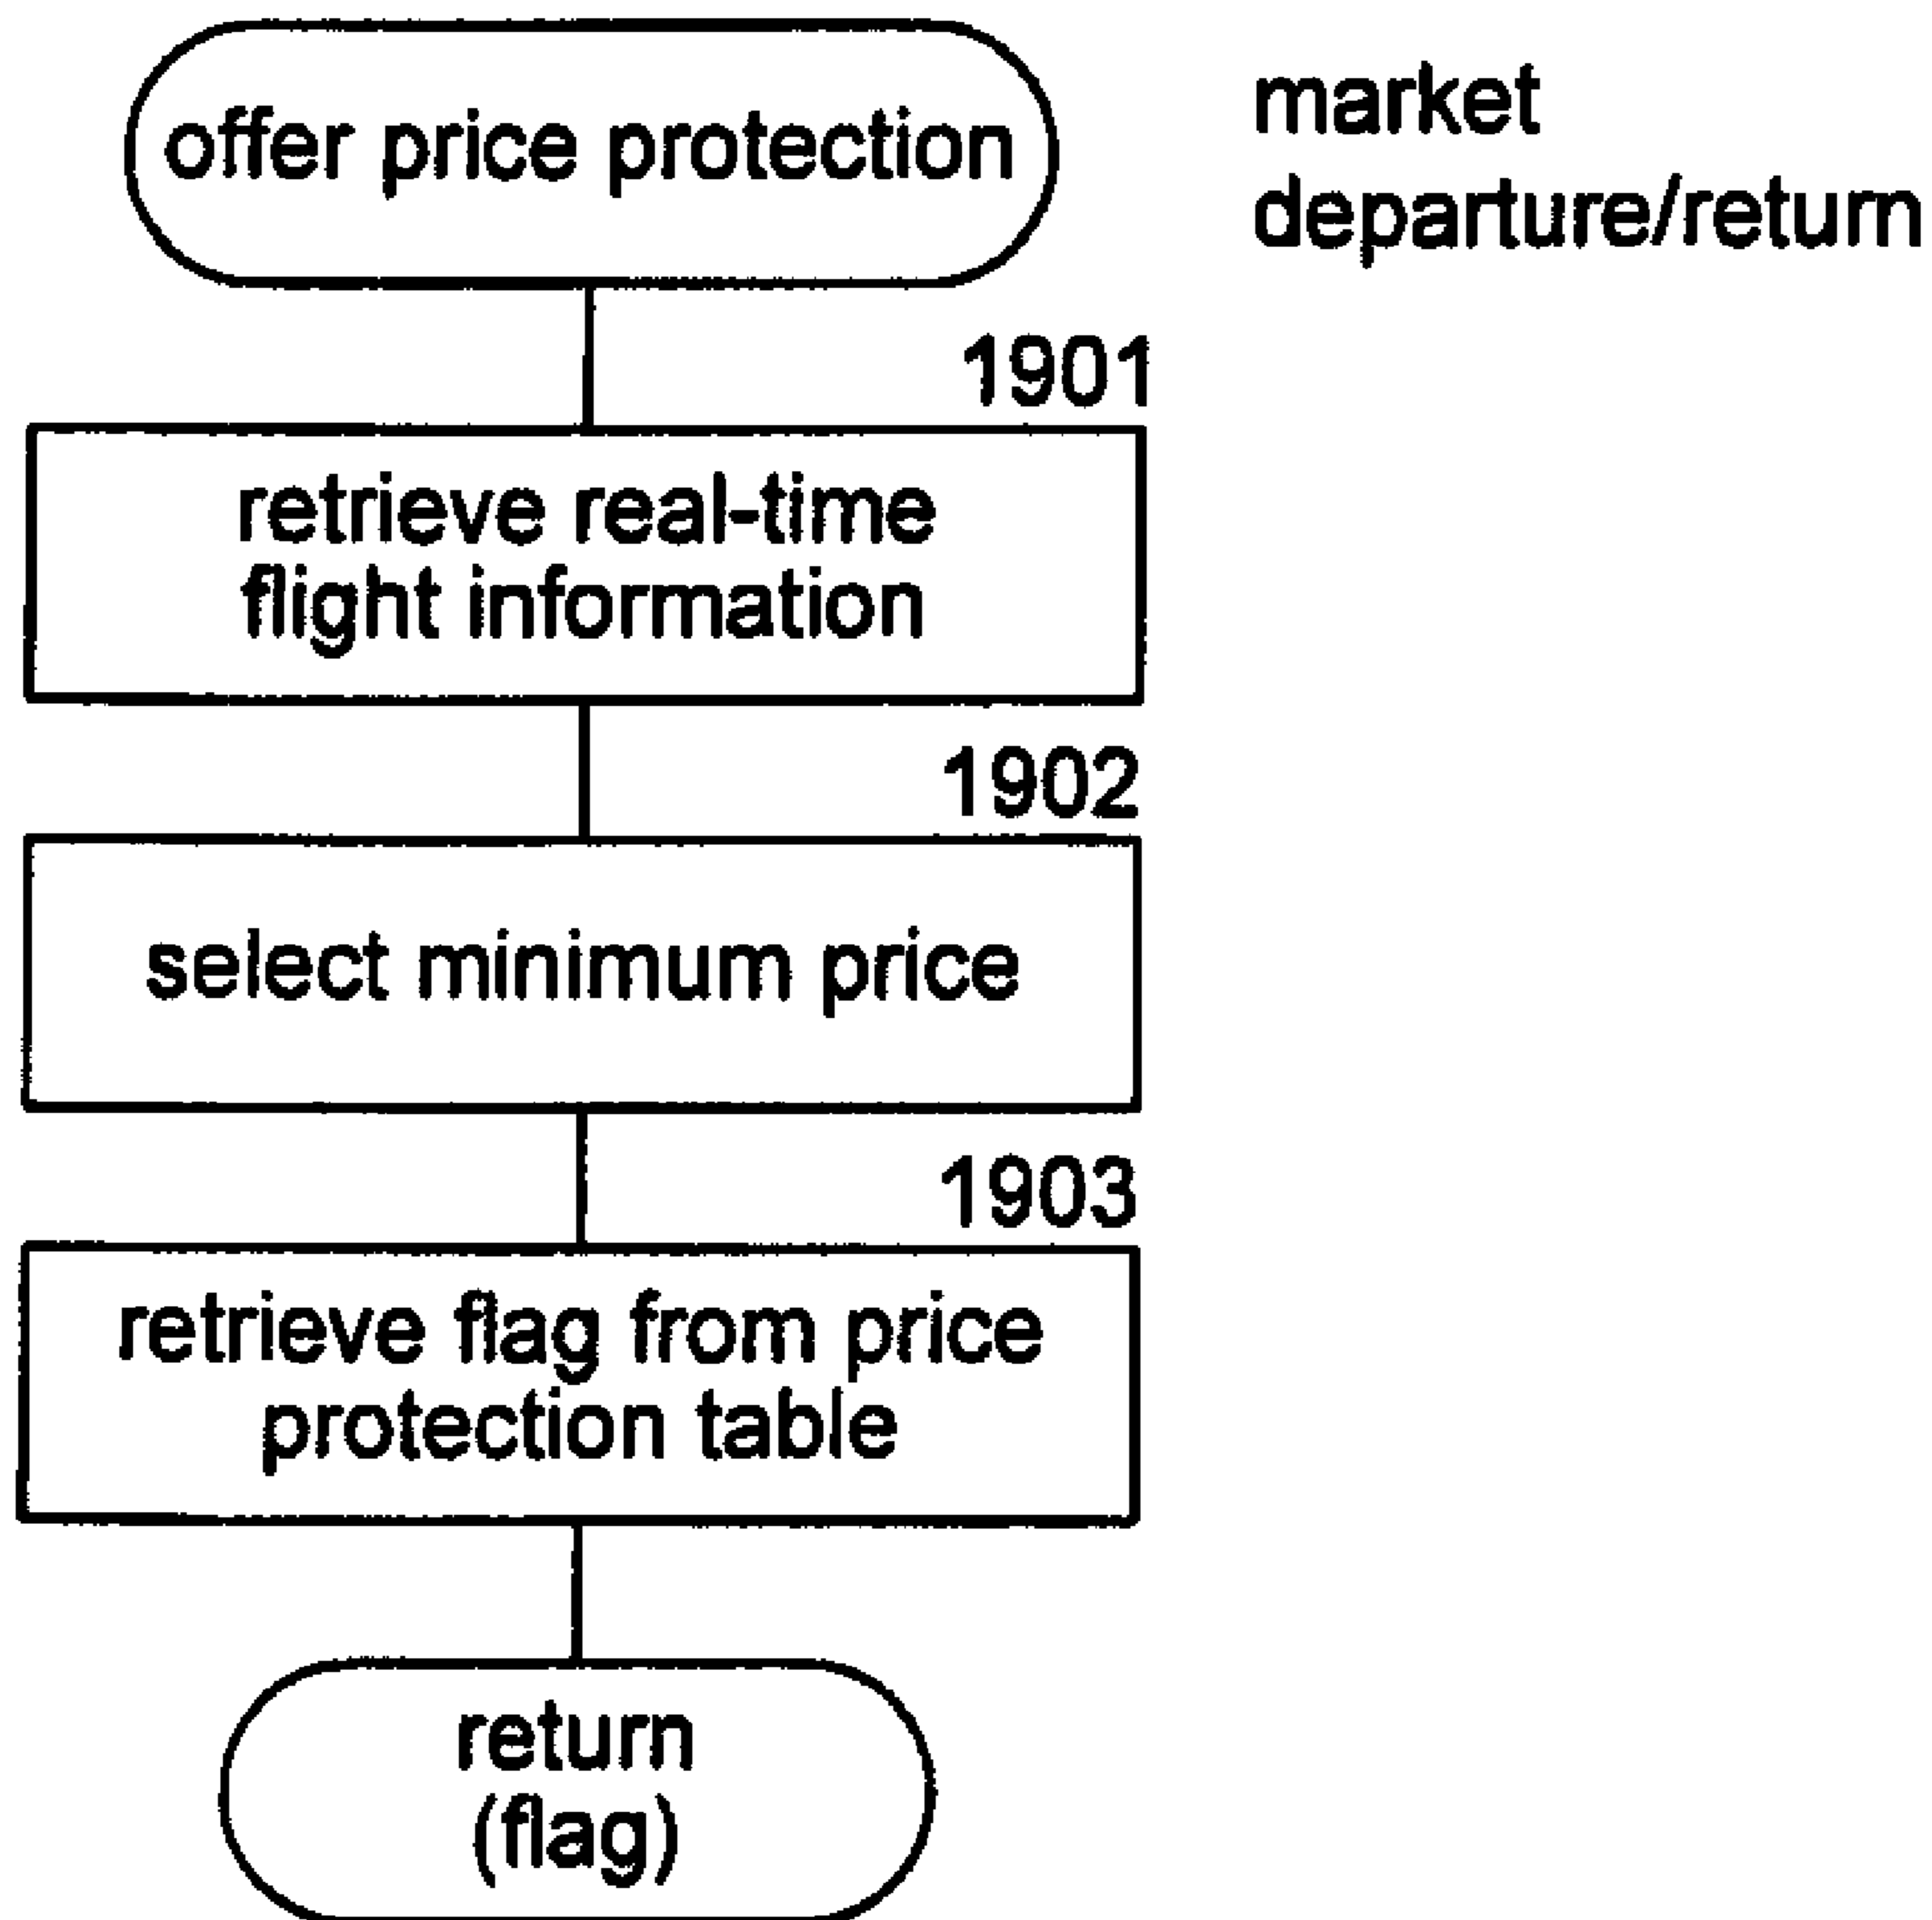 offer price protection
market
departure/return
1901
retrieve real-time
flight information
1902
select minimum price
1903
retrieve flag from price
protection table
return
(flag)